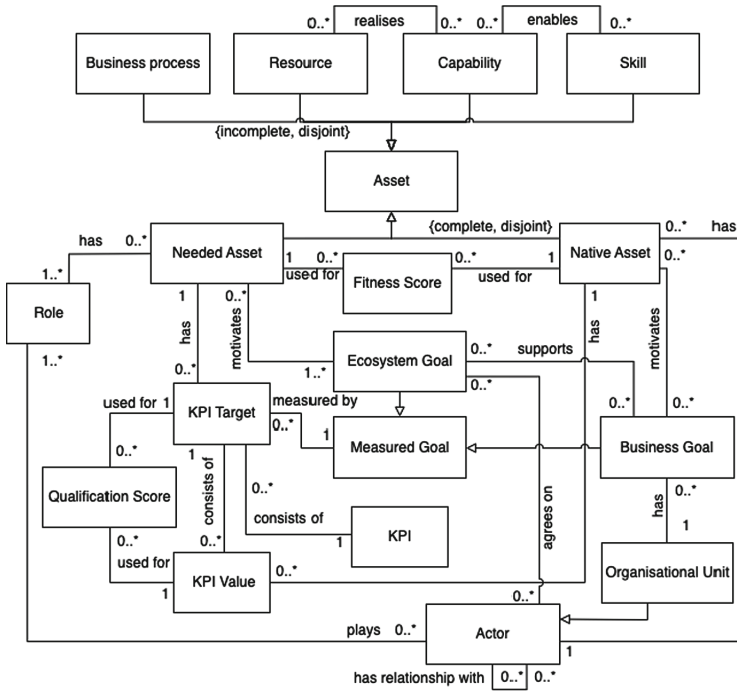 0..* realises 0..* 0..* enables 0..*
Business process Resource Capability Skill
{incomplete, disjoint}
Asset
has 0..* Needed Asset {complete, disjoint} Native Asset 0..* has
1 0..* 0..* 1
used for Fitness Score used for
0..*
1..*
Role
1 0..* 1
has
motivates
has
motivates
1..*
Ecosystem Goal 0..* supports
1..* 0..*
0..* 0..* 0..*
used for 1 KPI Target measured by
0..* 1 Measured Goal Business Goal
0..*
1
Qualification Score
consists of
0..*
0..*
has
consists of 1 KPI
agrees on
1
0..*
used for
0..*
1 KPI Value 0..*
Organisational Unit
0..*
plays 0..* Actor
1
has relationship with 0..* 0..*